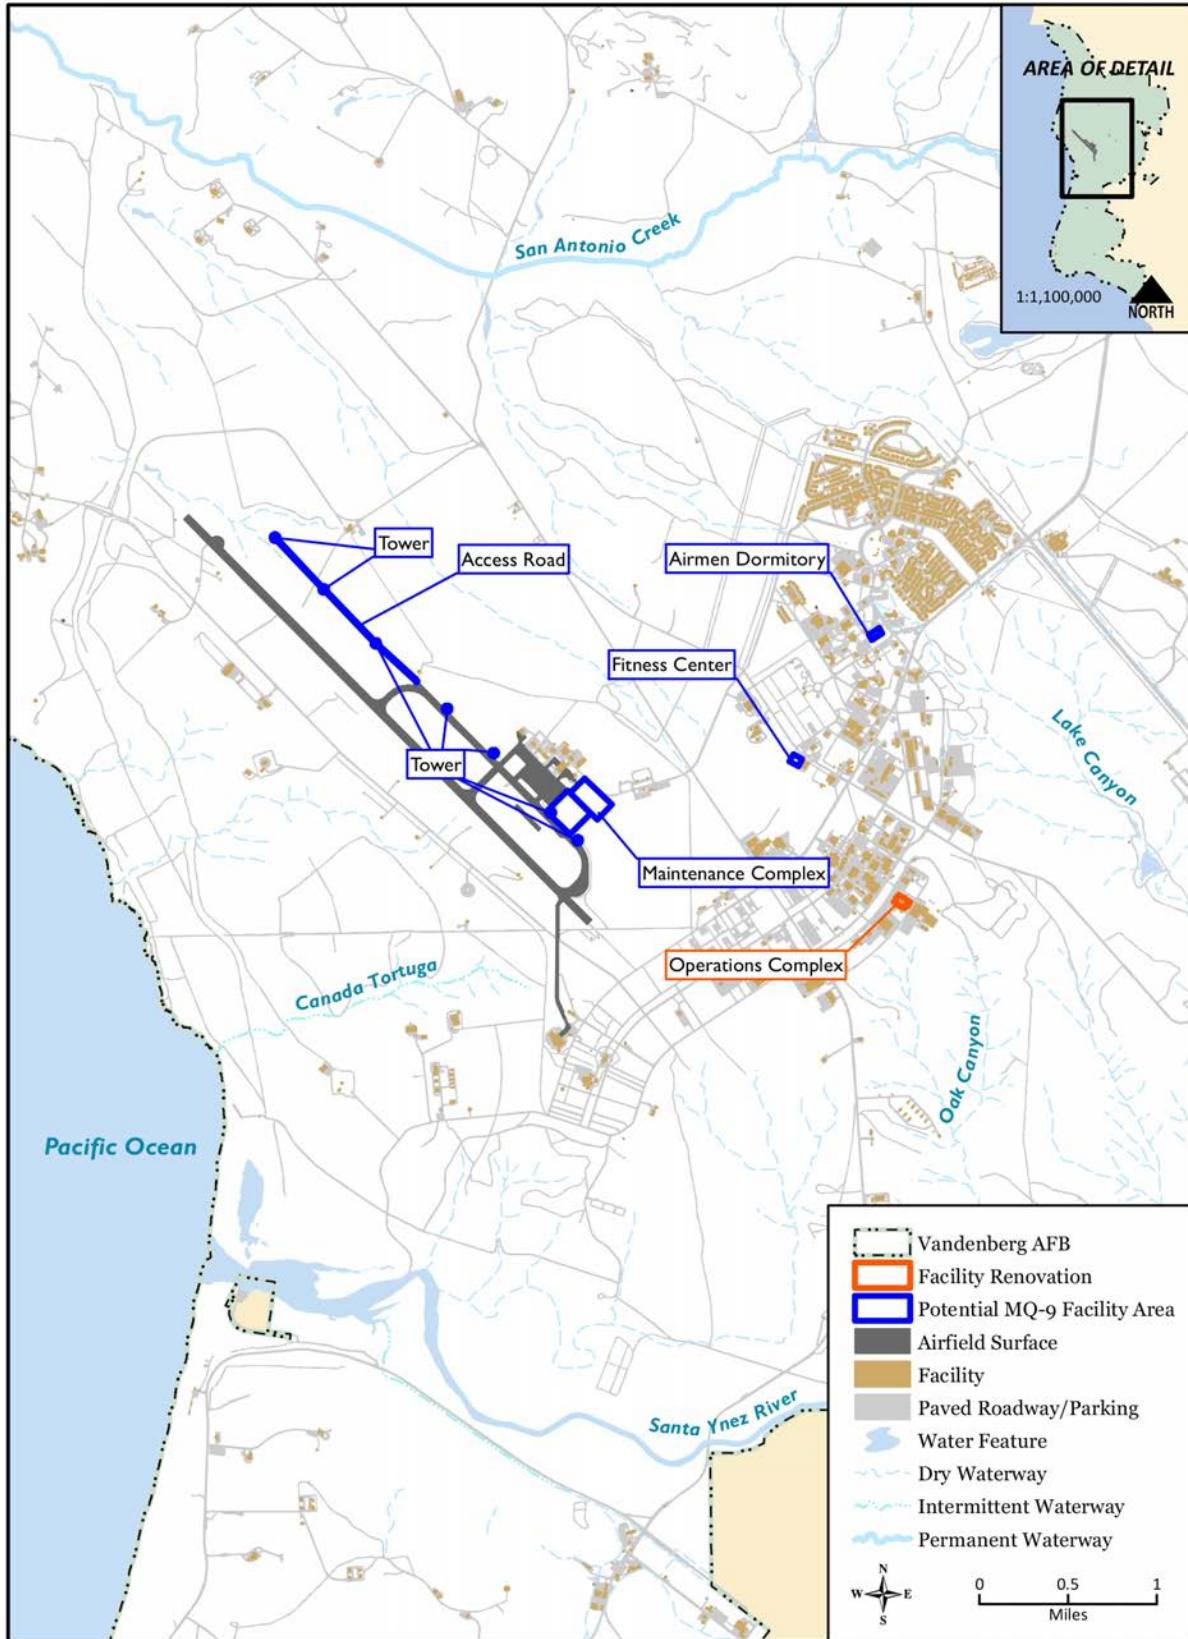 AREA OF DETAIL
1:1,100,000
NORTH
San Antonio Creek
Tower
Access Road
Airmen Dormitory
Fitness Center
Lake Canyon
Tower
Maintenance Complex
Operations Complex
Canada Tortuga
Oak Canyon
Pacific Ocean
Santa Ynez River
Vandenberg AFB
Facility Renovation
Potential MQ-9 Facility Area
Airfield Surface
Facility
Paved Roadway/Parking
Water Feature
Dry Waterway
Intermittent Waterway
Permanent Waterway
N
W E
S
0 0.5 1
Miles